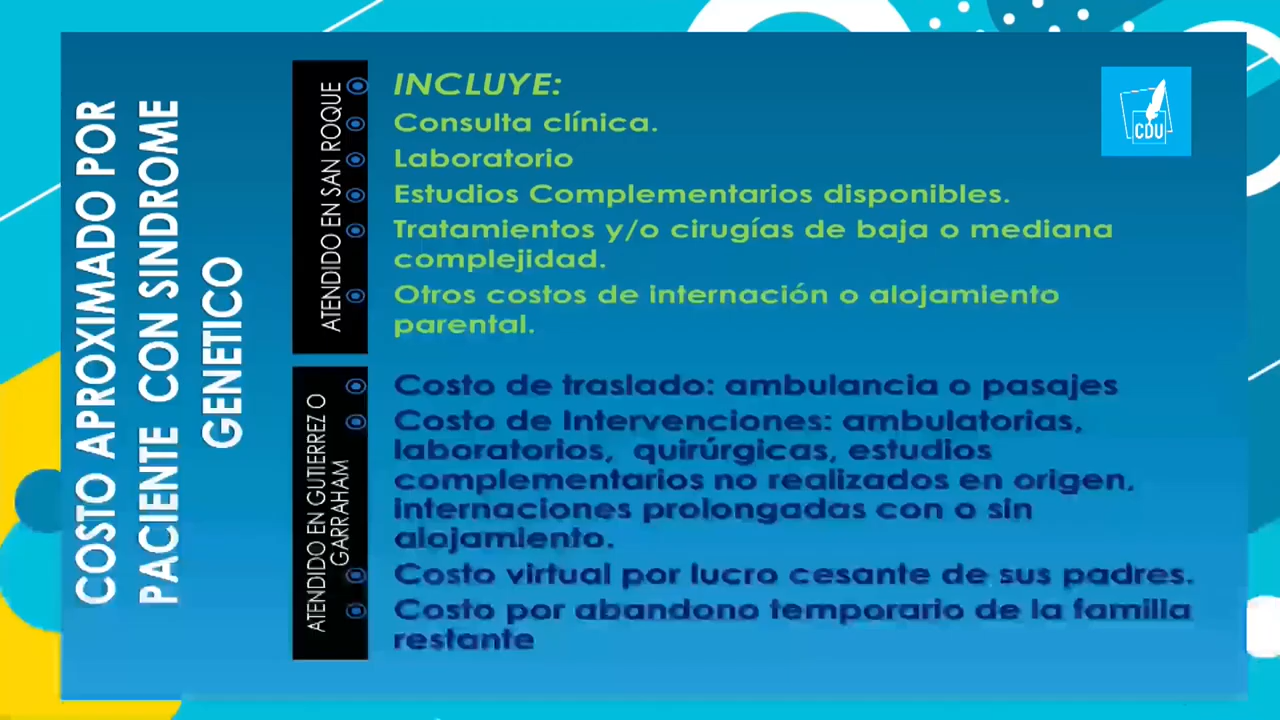 COSTO APROXIMADO POR
PACIENTE CON SINDROME
GENETICO
ATENDIDO EN SAN ROQUE
INCLUYE:
Consulta clínica.
Laboratorio
Estudios Complementarios disponibles.
Tratamientos y/o cirugías de baja o mediana
complejidad.
Otros costos de internación o alojamiento
parental.
ATENDIDO EN GUTIERREZ O
GARRAHAM
Costo de traslado: ambulancia o pasajes
Costo de Intervenciones: ambulatorias,
laboratorios, quirúrgicas, estudios
complementarios no realizados en origen,
internaciones prolongadas con o sin
alojamiento.
Costo virtual por lucro cesante de sus padres.
Costo por abandono temporario de la familia
restante
CDU